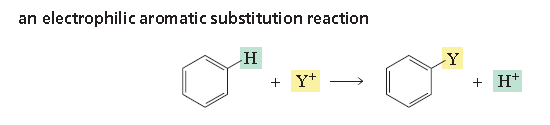 an electrophilic aromatic substitution reaction
H + Y⁺ ⟶ Y + H⁺